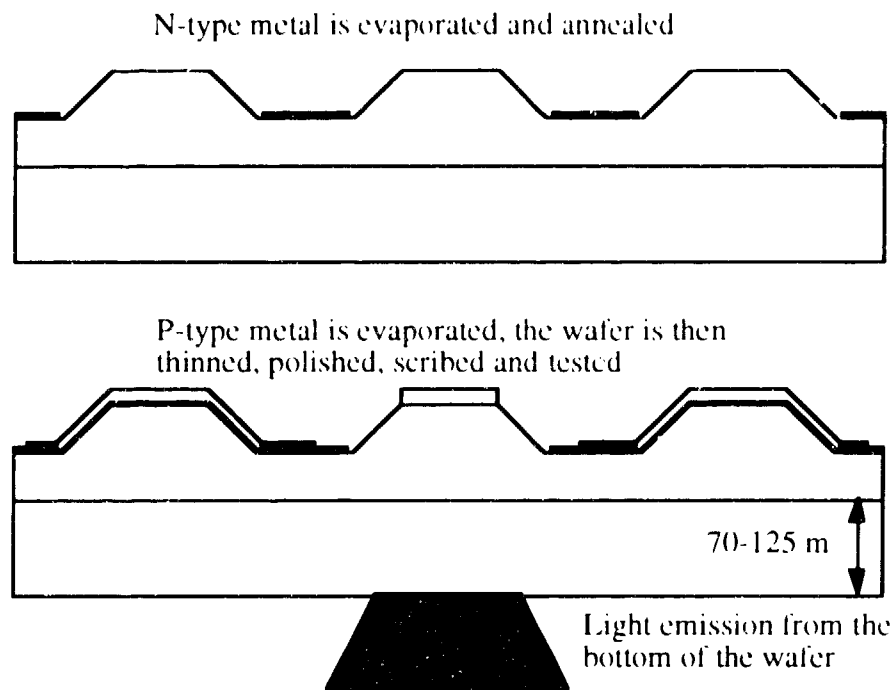 N-type metal is evaporated and annealed
P-type metal is evaporated, the wafer is then
thinned, polished, scribed and tested
70-125 m
Light emission from the
bottom of the wafer